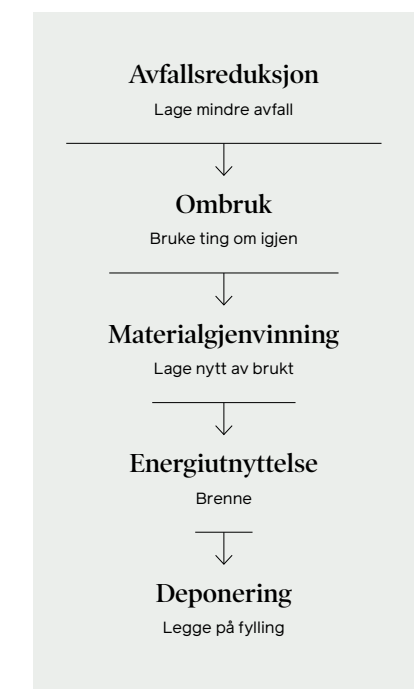 Avfallsreduksjon
Lage mindre avfall
Ombruk
Bruke ting om igjen
Materialgjenvinning
Lage nytt av brukt
Energiutnyttelse
Brenne
Deponering
Legge på fylling